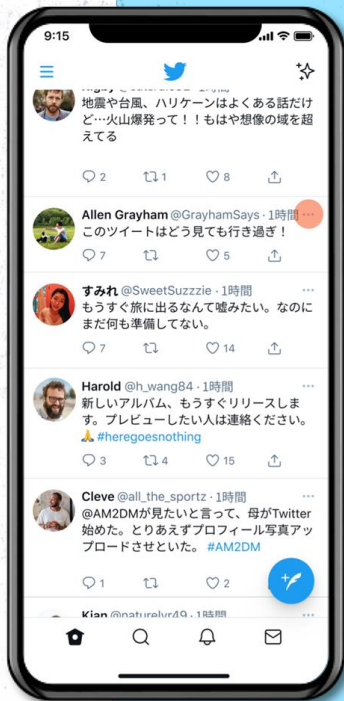 9:15
地震や台風、ハリケーンはよくある話だけ
ど…火山爆発って！！もはや想像の域を超
えてる
2 1 8
Allen Grayham @GrayhamSays · 1時間
このツイートはどう見ても行き過ぎ！
7 5
すみれ @SweetSuzzzie · 1時間
もうすぐ旅に出るなんて嘘みたい。なのに
まだ何も準備してない。
7 14
Harold @h_wang84 · 1時間
新しいアルバム、もうすぐリリースしま
す。プレビューしたい人は連絡ください。
🙏 #heregoesnothing
3 4 15
Cleve @all_the_sportz · 1時間
@AM2DMが見たいと言って、母がTwitter
始めた。とりあえずプロフィール写真アッ
プロードさせといた。 #AM2DM
1 2
Kian @naturelvr49 · 1時間